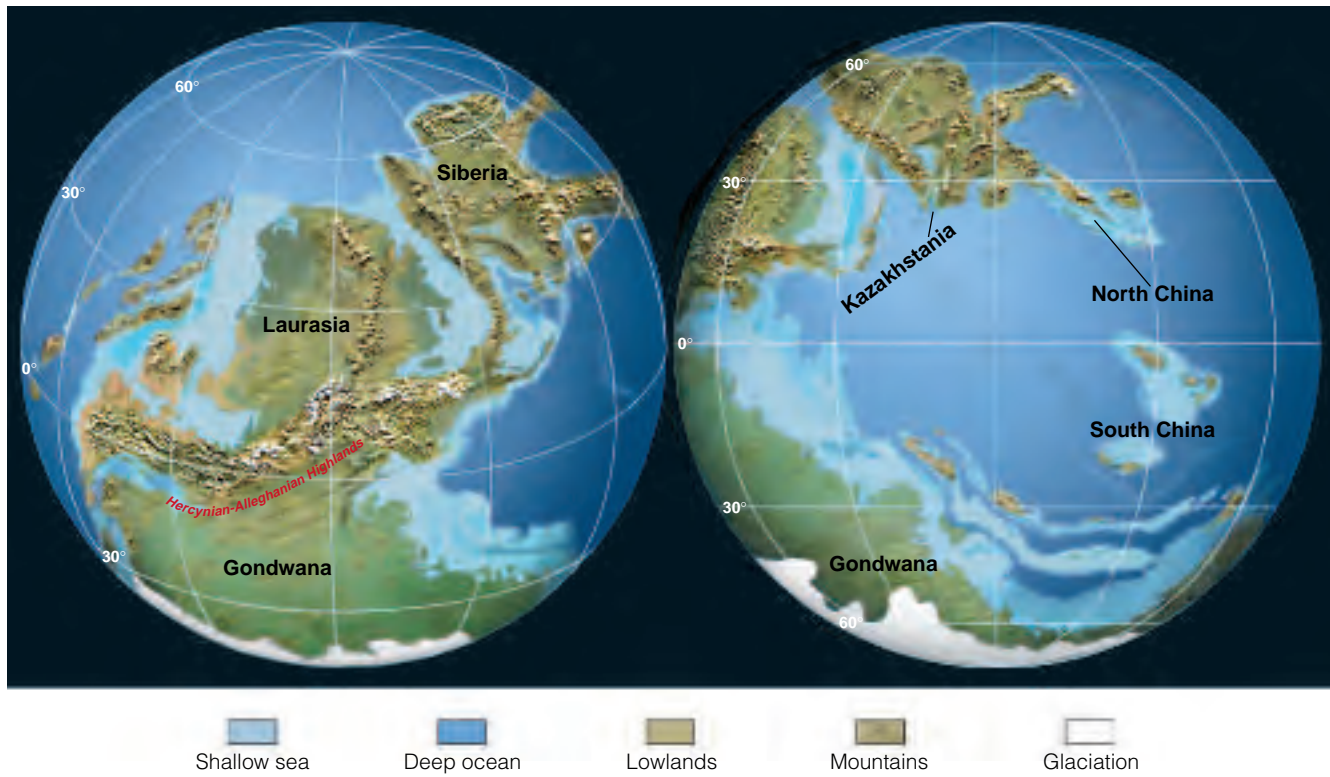 60°
30°
0°
30°
Siberia
Laurasia
Hercynian-Alleghanian Highlands
Gondwana
60°
30°
0°
30°
60°
Kazakhstania
North China
South China
Gondwana
Shallow sea
Deep ocean
Lowlands
Mountains
Glaciation